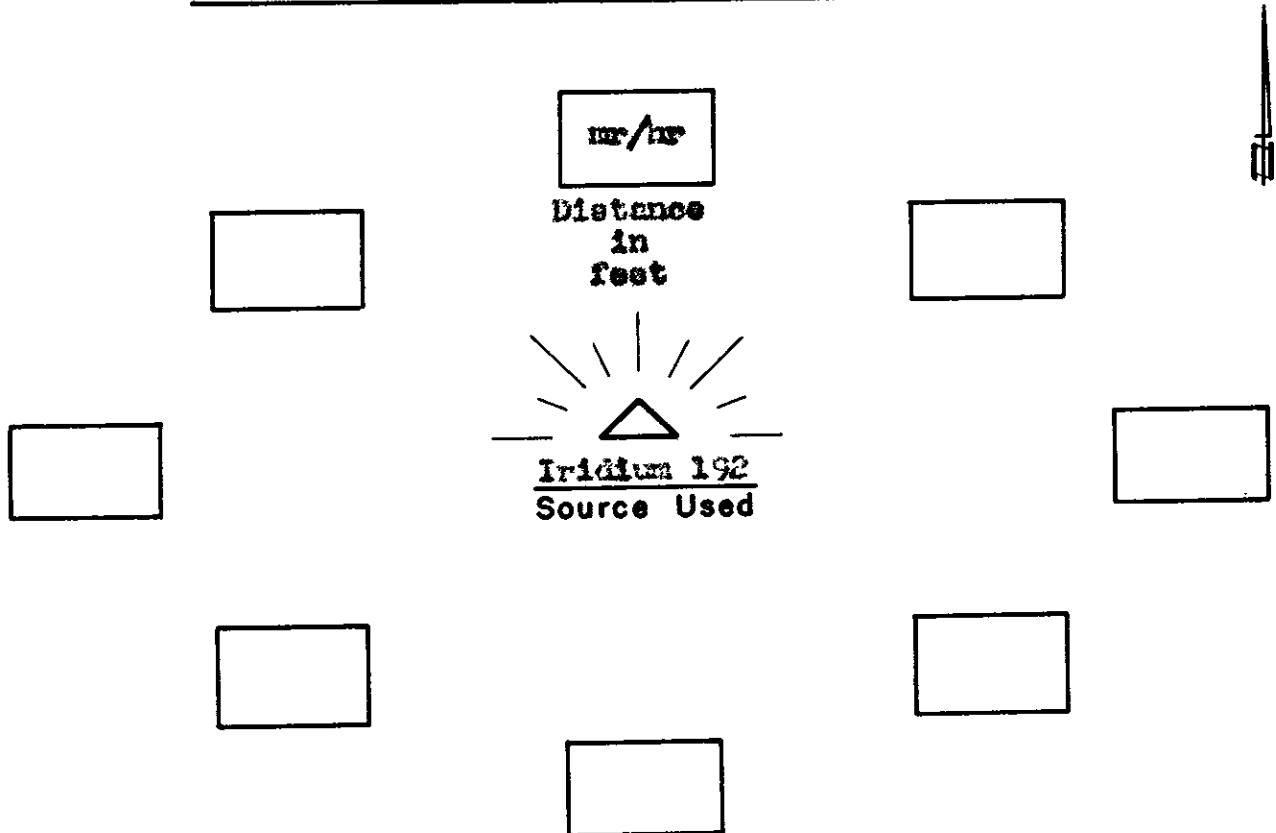 mr/hr
Distance
in
feet
Iridium 192
Source Used